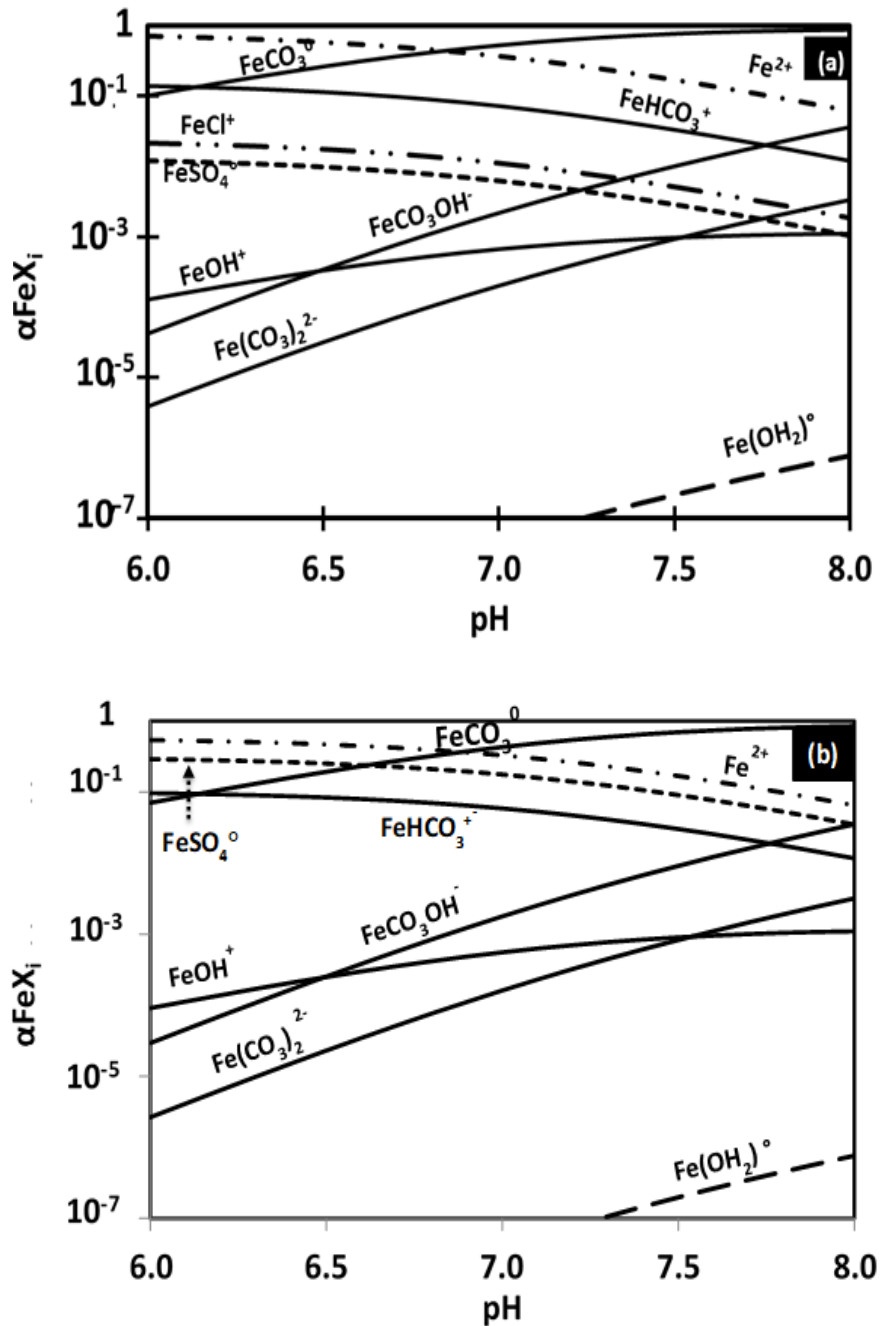 1
(a)
FeCO₃⁰
Fe²⁺
10⁻¹
FeHCO₃⁺
FeCl⁺
FeSO₄°
FeCO₃OH⁻
10⁻³
FeOH⁺
αFeXᵢ
Fe(CO₃)₂²⁻
10⁻⁵
Fe(OH₂)°
10⁻⁷
6.0 6.5 7.0 7.5 8.0
pH
1
FeCO₃⁰
(b)
Fe²⁺
10⁻¹
FeHCO₃⁺⁻
FeSO₄°
FeCO₃OH⁻
10⁻³
FeOH⁺
αFeXᵢ
Fe(CO₃)₂²⁻
10⁻⁵
Fe(OH₂)°
10⁻⁷
6.0 6.5 7.0 7.5 8.0
pH